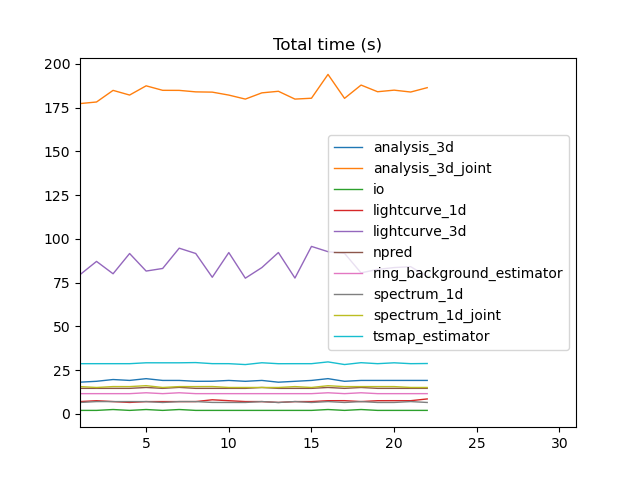 Total time (s)
200
175
150
125
100
75
50
25
0
analysis_3d
analysis_3d_joint
io
lightcurve_1d
lightcurve_3d
npred
ring_background_estimator
spectrum_1d
spectrum_1d_joint
tsmap_estimator
5 10 15 20 25 30